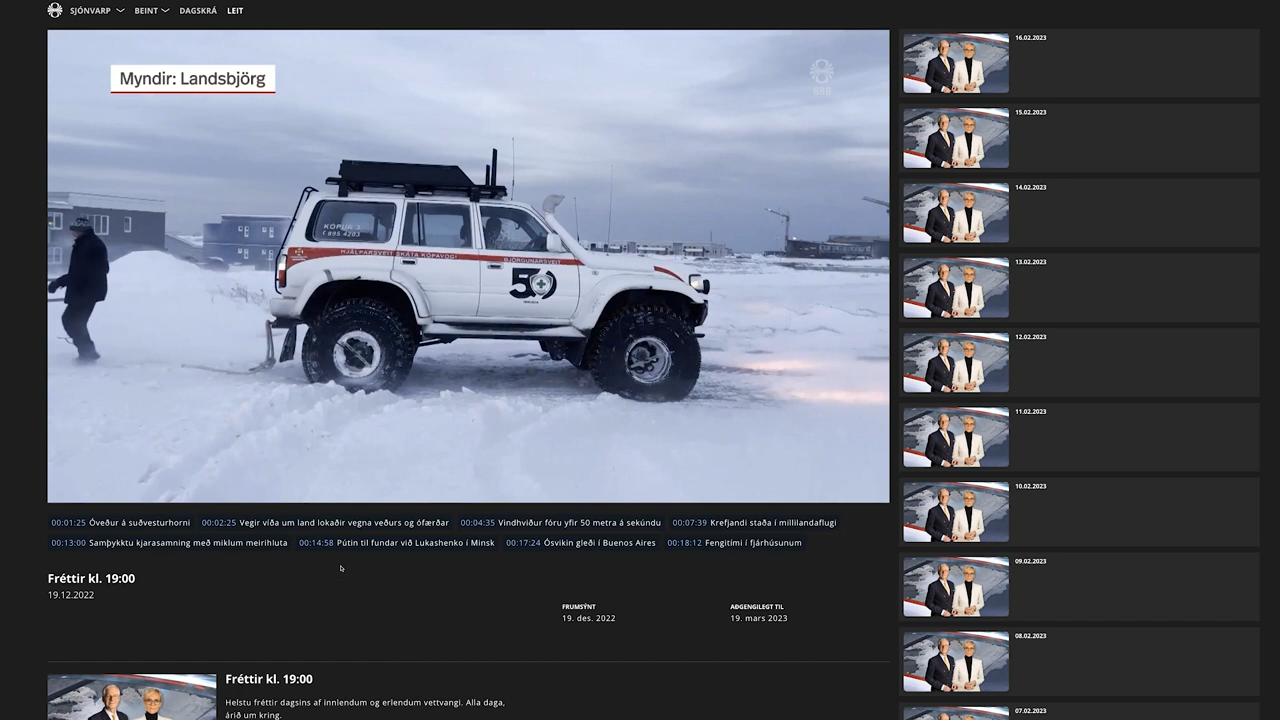 SJÓNVARP BEINT DAGSKRÁ LEIT
Myndir: Landsbjörg
KÓPUR 3
895 4203
HJÁLPARSVEIT SKÁTA KÓPAVOGI BJÖRGUNARSVEIT
50
00:01:25 Óveður á suðvesturhorni 00:02:25 Vegir víða um land lokaðir vegna veðurs og ófærðar 00:04:35 Vindhviður fóru yfir 50 metra á sekúndu 00:07:39 Krefjandi staða í millilandaflugi
00:13:00 Samþykktu kjarasamning með miklum meirihluta 00:14:58 Pútín til fundar við Lukashenko í Minsk 00:17:24 Ósvikin gleði í Buenos Aires 00:18:12 Fengitími í fjárhúsunum
Fréttir kl. 19:00
19.12.2022
FRUMSÝNT
19. des. 2022
AÐGENGILEGT TIL
19. mars 2023
Fréttir kl. 19:00
Helstu fréttir dagsins af innlendum og erlendum vettvangi. Alla daga,
árið um kring.
16.02.2023
15.02.2023
14.02.2023
13.02.2023
12.02.2023
11.02.2023
10.02.2023
09.02.2023
08.02.2023
07.02.2023